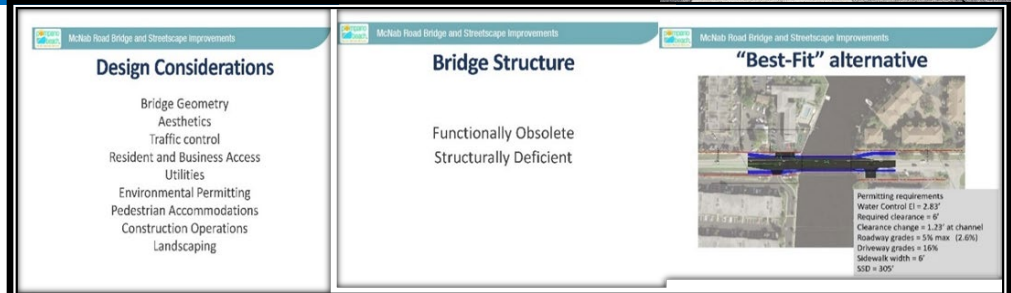 McNab Road Bridge and Streetscape Improvements
Design Considerations
Bridge Geometry
Aesthetics
Traffic control
Resident and Business Access
Utilities
Environmental Permitting
Pedestrian Accommodations
Construction Operations
Landscaping
McNab Road Bridge and Streetscape Improvements
Bridge Structure
Functionally Obsolete
Structurally Deficient
McNab Road Bridge and Streetscape Improvements
"Best-Fit" alternative
Permitting requirements
Water Control El = 2.83'
Required clearance = 6'
Clearance change = 1.23' at channel
Roadway grades = 5% max (2.6%)
Driveway grades = 16%
Sidewalk width = 6'
SSD = 305'